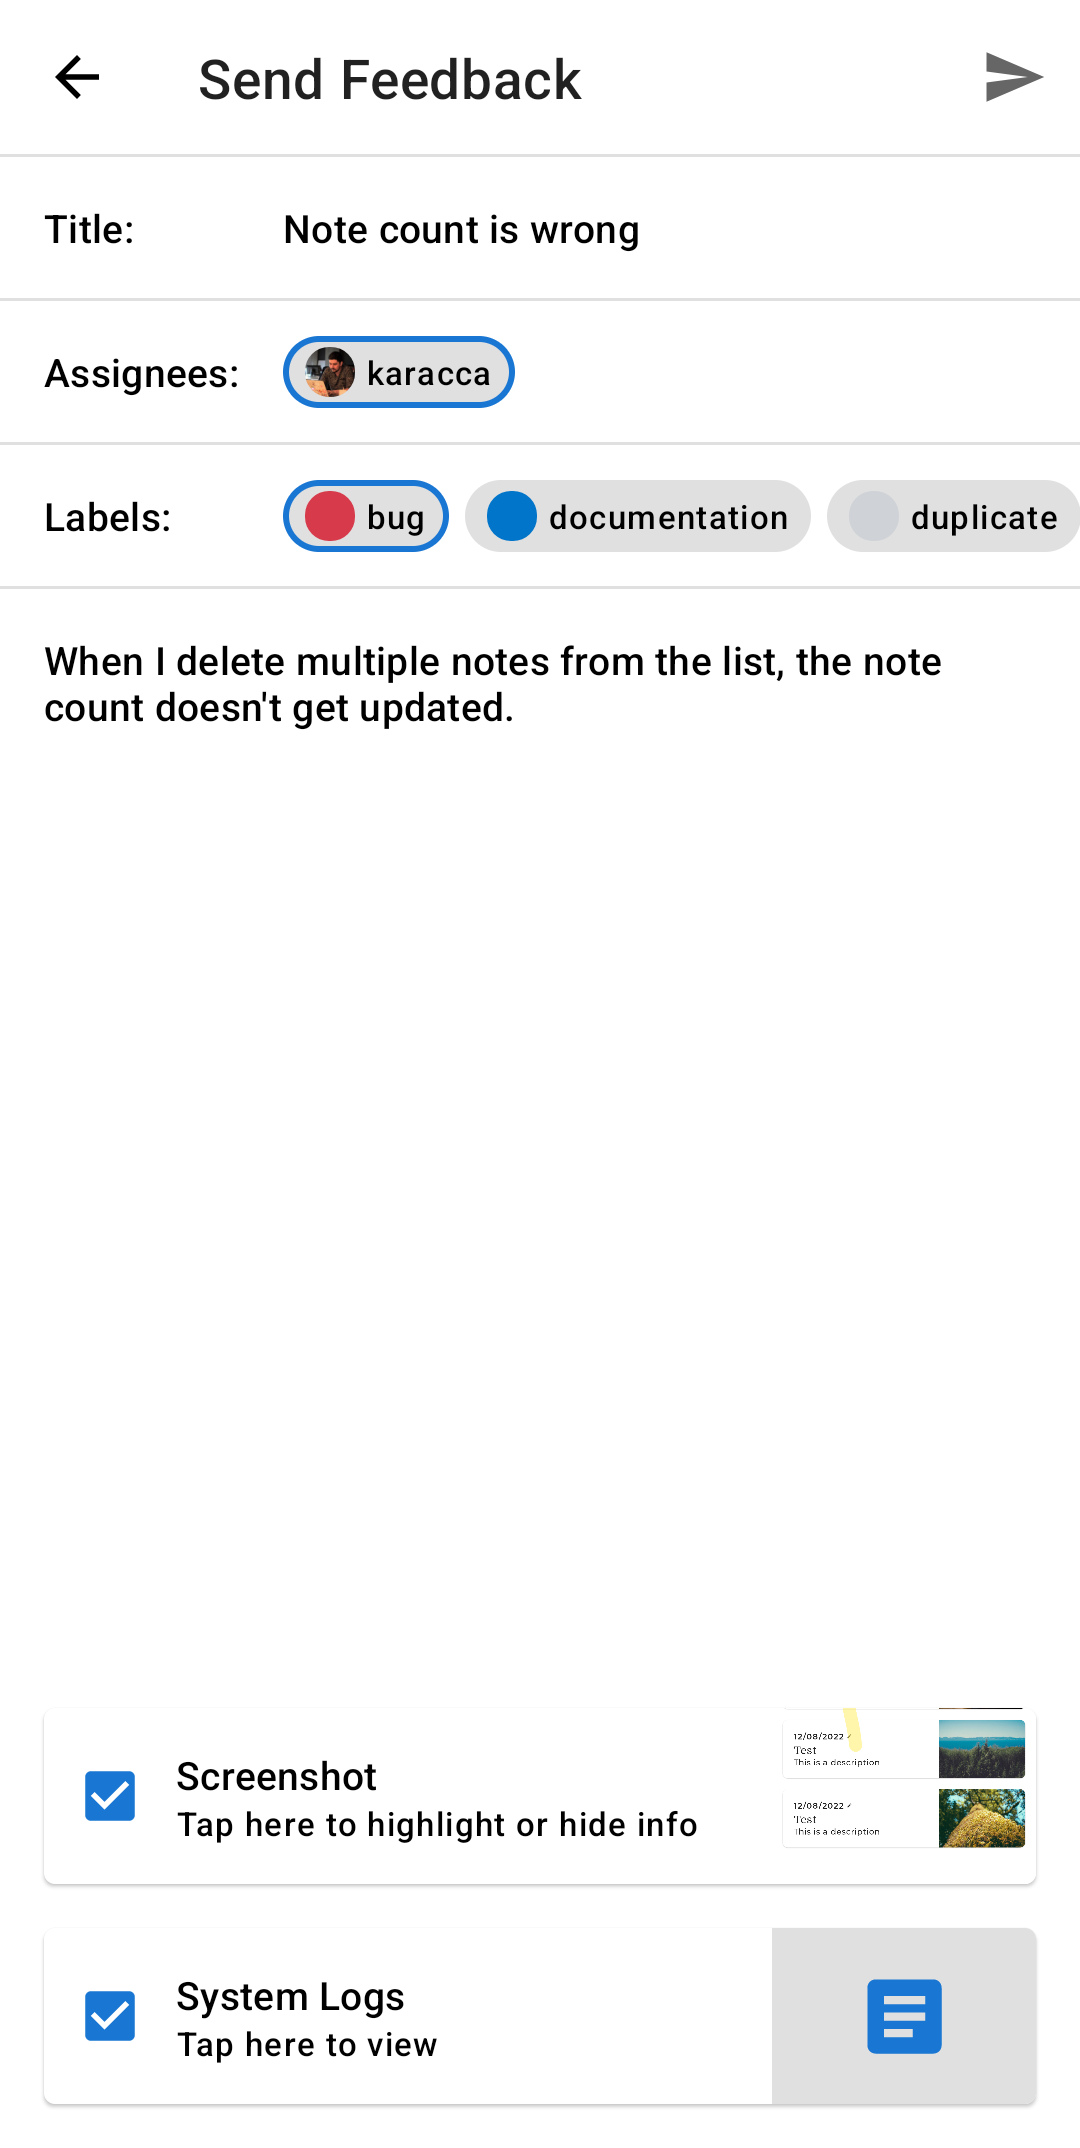 Send Feedback
Title: Note count is wrong
Assignees: karacca
Labels: bug documentation duplicate
When I delete multiple notes from the list, the note
count doesn't get updated.
Screenshot
Tap here to highlight or hide info
12/08/2022
Test
This is a description
12/08/2022
Test
This is a description
System Logs
Tap here to view